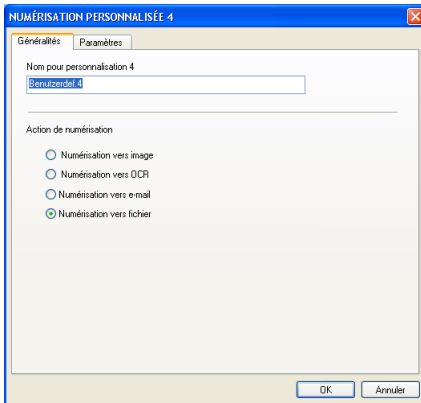 NUMÉRISATION PERSONNALISÉE 4
Généralités
Paramètres
Nom pour personnalisation 4
Benutzerdef.4
Action de numérisation
Numérisation vers image
Numérisation vers OCR
Numérisation vers e-mail
Numérisation vers fichier
OK
Annuler